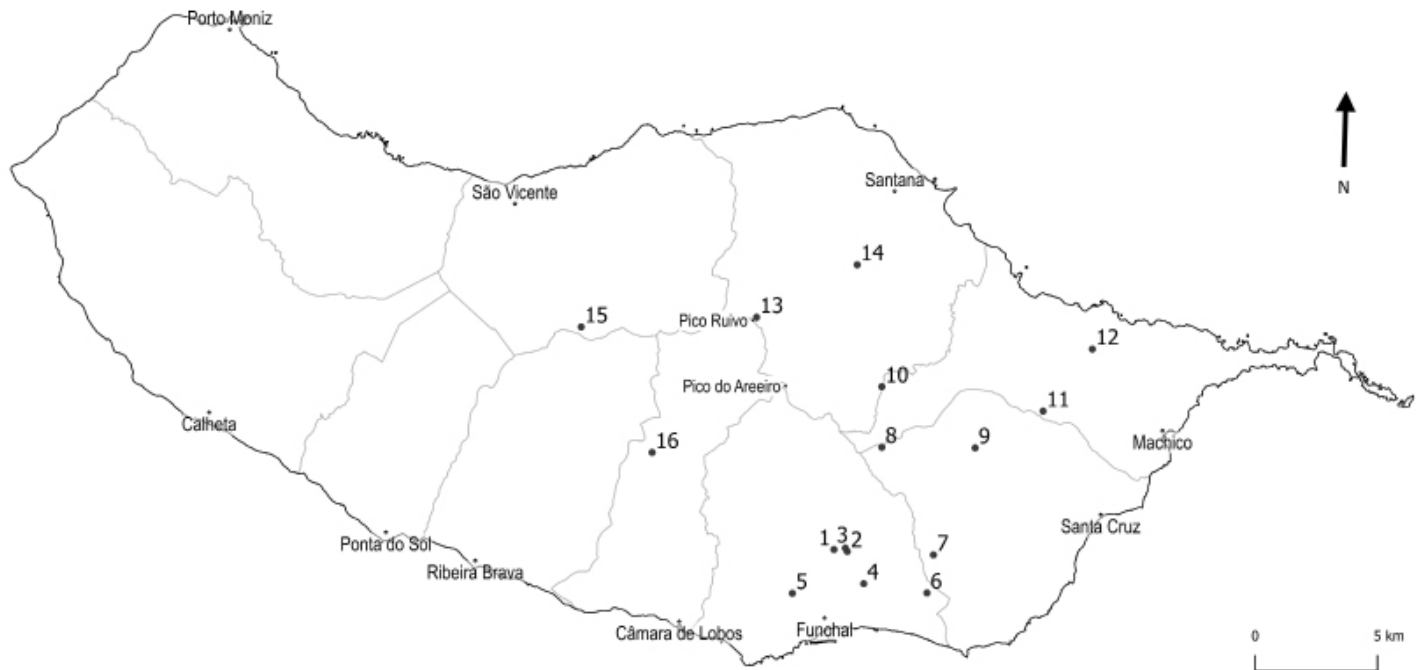 Porto Moniz
São Vicente
Santana
N
14
15
Pico Ruivo
13
12
Pico do Areeiro
10
11
Calheta
16
8
9
Machico
Santa Cruz
Ponta do Sol
1
3
2
7
Ribeira Brava
5
4
6
Câmara de Lobos
Funchal
0
5 km